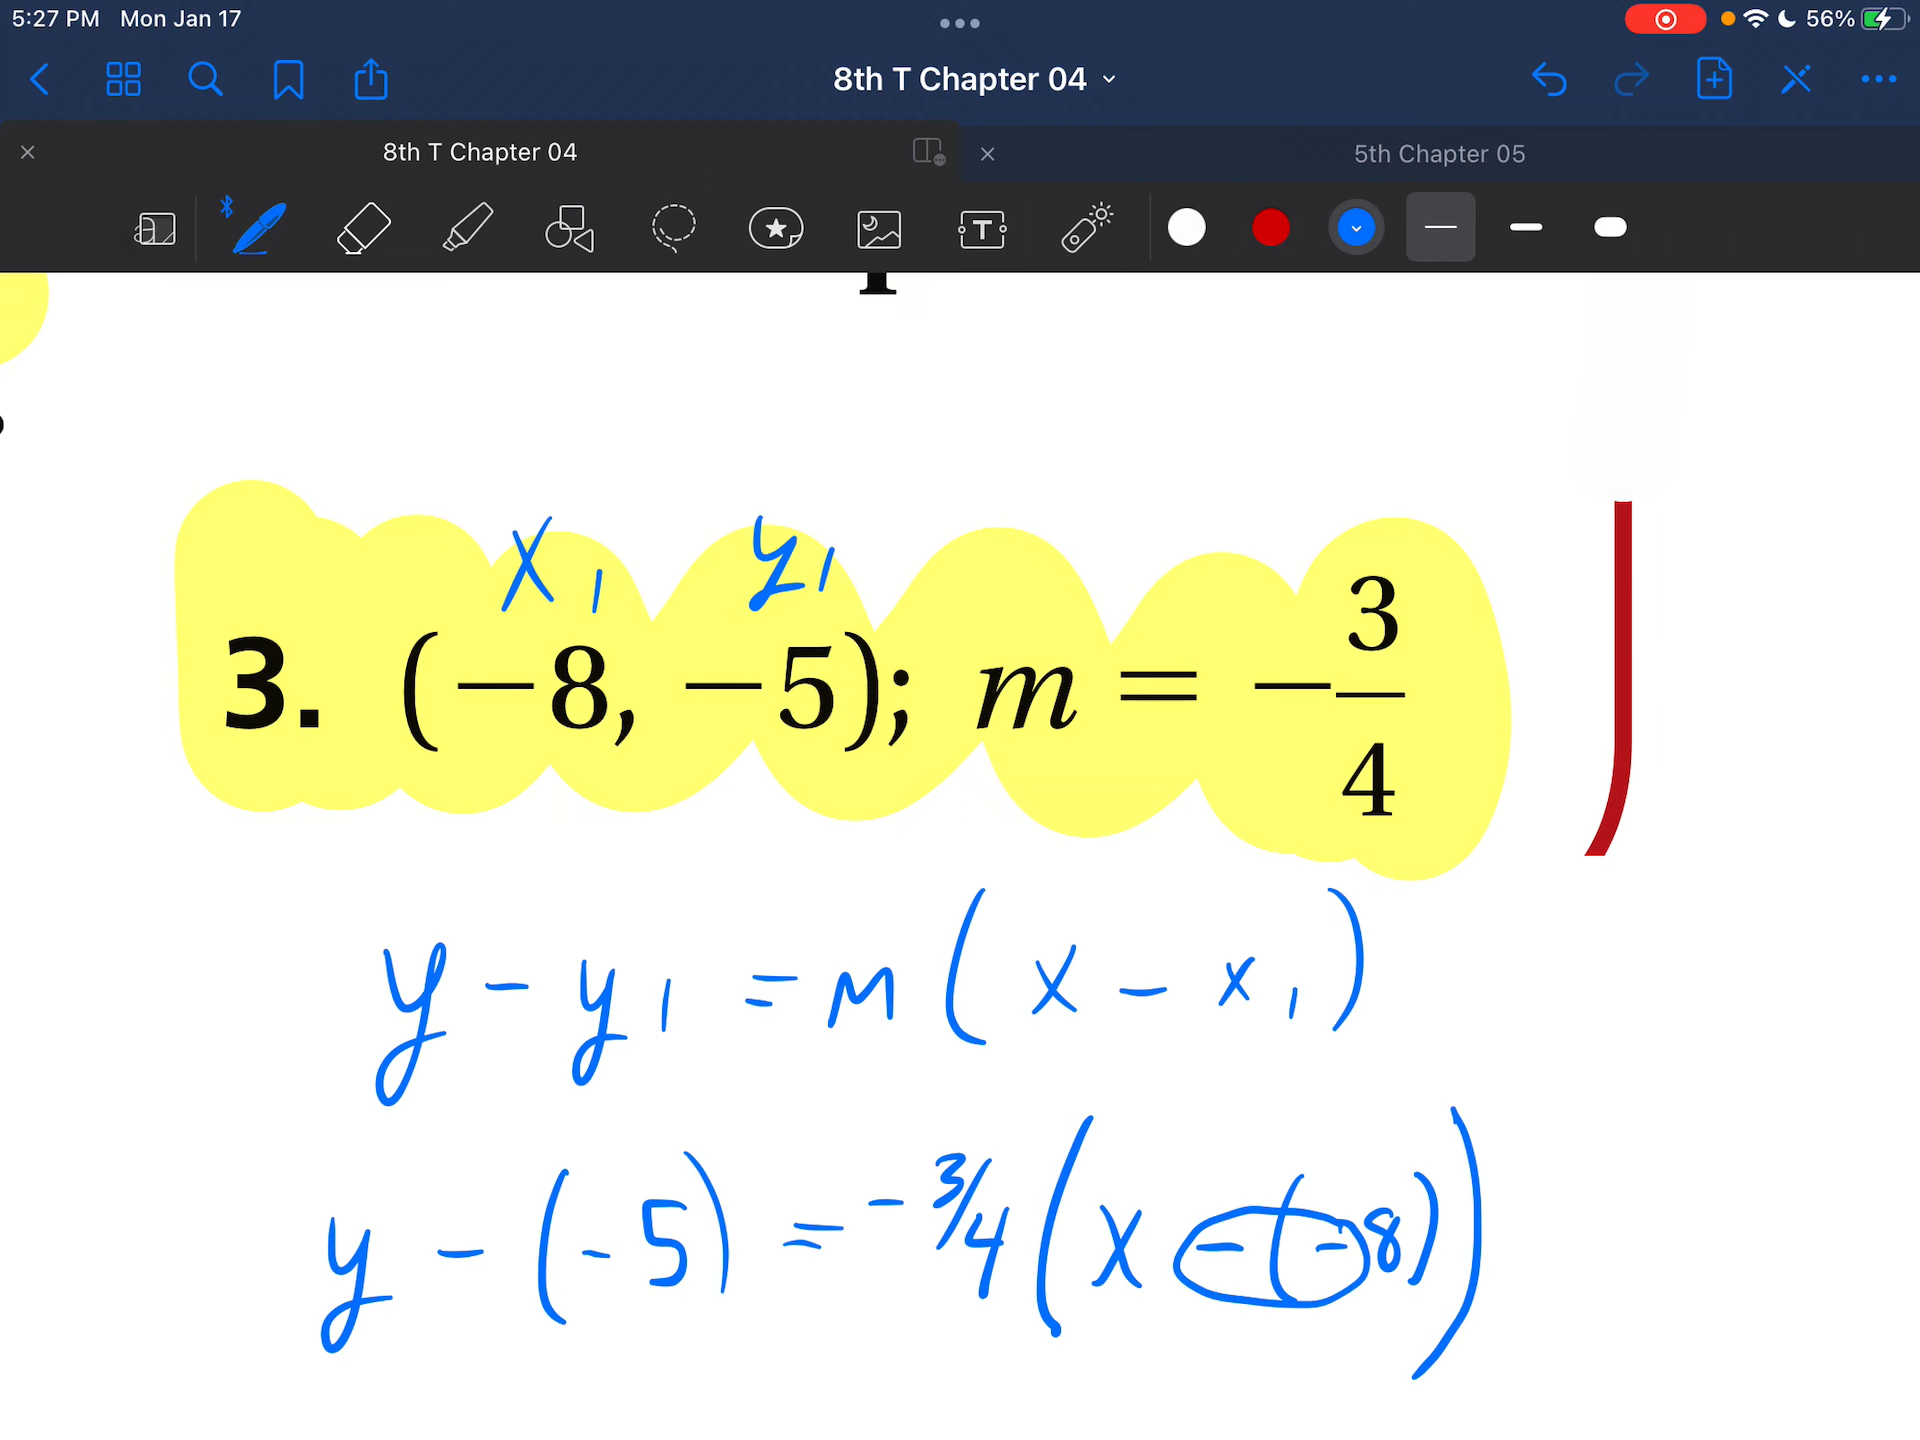 5:27 PM Mon Jan 17
56%
8th T Chapter 04
8th T Chapter 04
5th Chapter 05
x₁ y₁
3. (−8, −5); m = −3/4
y − y₁ = m(x − x₁)
y − (−5) = −3/4(x − (−8))